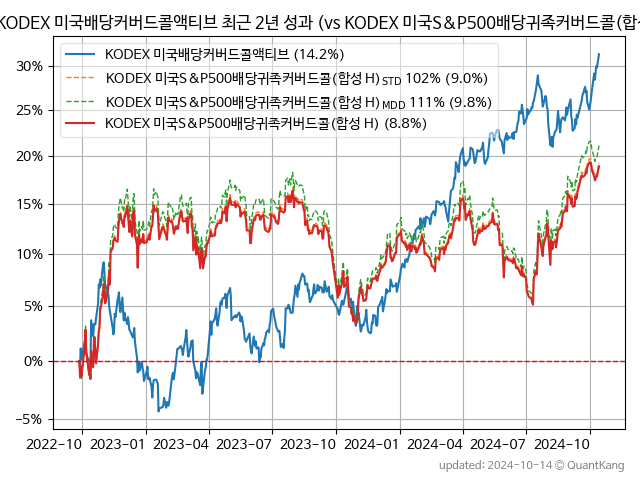 KODEX 미국배당커버드콜액티브 최근 2년 성과 (vs KODEX 미국S&P500배당귀족커버드콜(합성
KODEX 미국배당커버드콜액티브 (14.2%)
KODEX 미국S&P500배당귀족커버드콜(합성 H) STD 102% (9.0%)
KODEX 미국S&P500배당귀족커버드콜(합성 H) MDD 111% (9.8%)
KODEX 미국S&P500배당귀족커버드콜(합성 H) (8.8%)
30%
25%
20%
15%
10%
5%
0%
−5%
2022-10 2023-01 2023-04 2023-07 2023-10 2024-01 2024-04 2024-07 2024-10
updated: 2024-10-14 © QuantKang